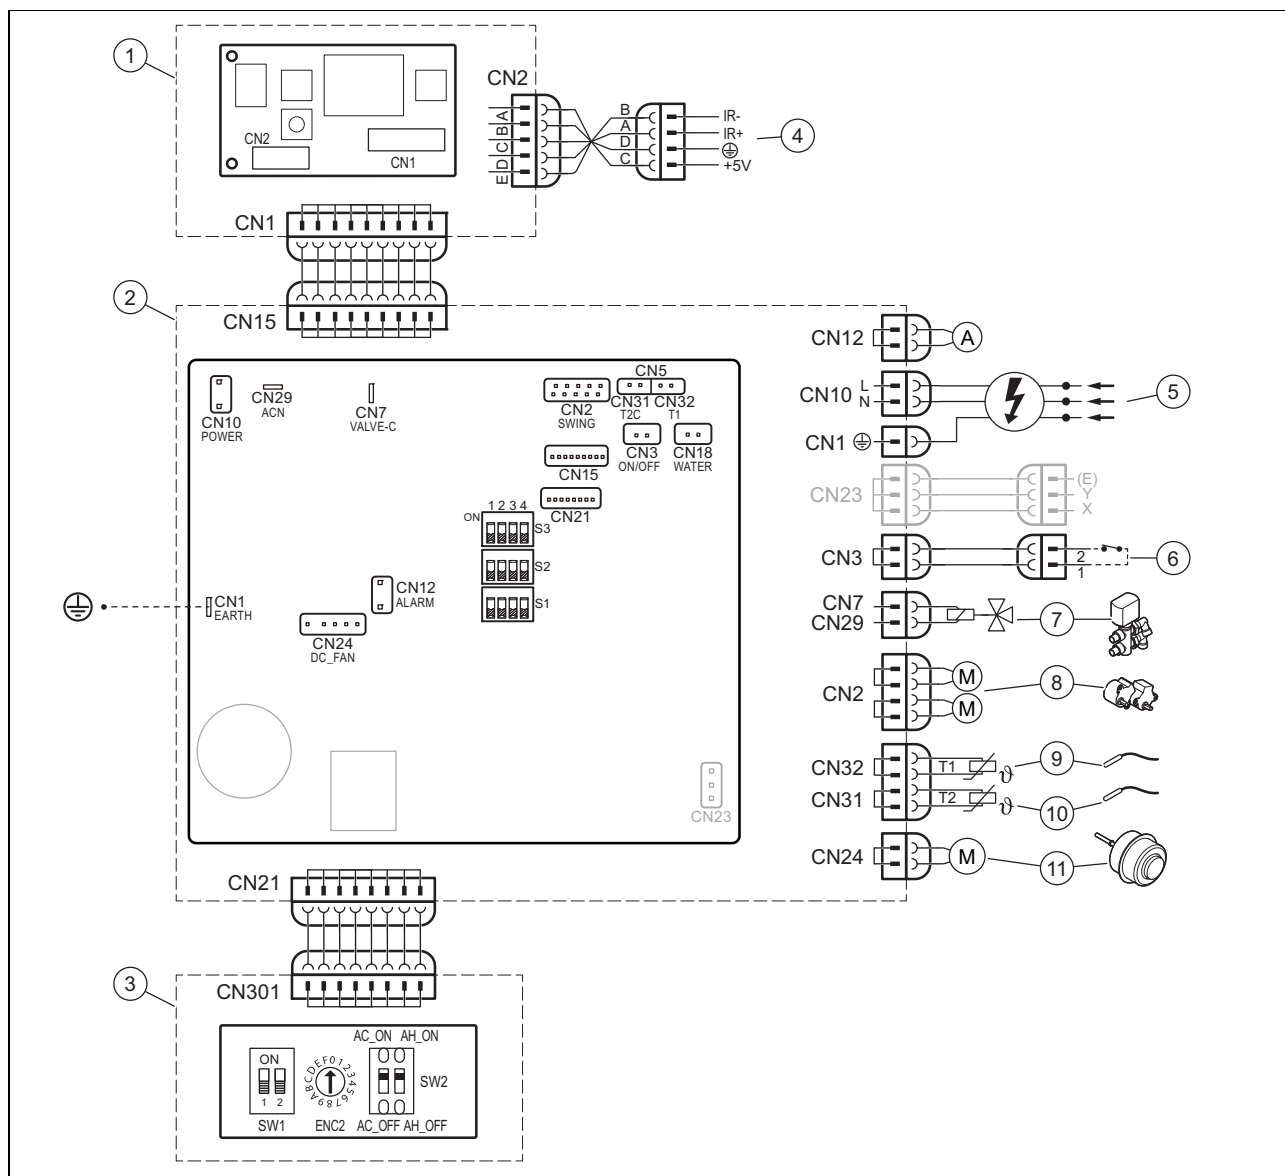 1
CN2
CN1
CN2
A
B
C
D
E
B
A
D
C
IR-
IR+
+5V
4
CN1
2
CN15
CN10
POWER
CN29
ACN
CN7
VALVE-C
CN2
SWING
CN5
CN31
T2C
CN32
T1
CN3
ON/OFF
CN18
WATER
CN15
CN21
1 2 3 4
ON
S3
S2
S1
CN12
ALARM
CN1
EARTH
CN24
DC_FAN
CN23
CN12
A
CN10
L
N
5
CN1
CN23
(E)
Y
X
CN3
2
1
6
CN7
CN29
7
CN2
M
M
8
CN32
T1
ϑ
9
CN31
T2
ϑ
10
CN24
M
11
CN21
3
CN301
ON
1 2
SW1
0123456789ABCDEF
ENC2
AC_ON AH_ON
SW2
AC_OFF AH_OFF